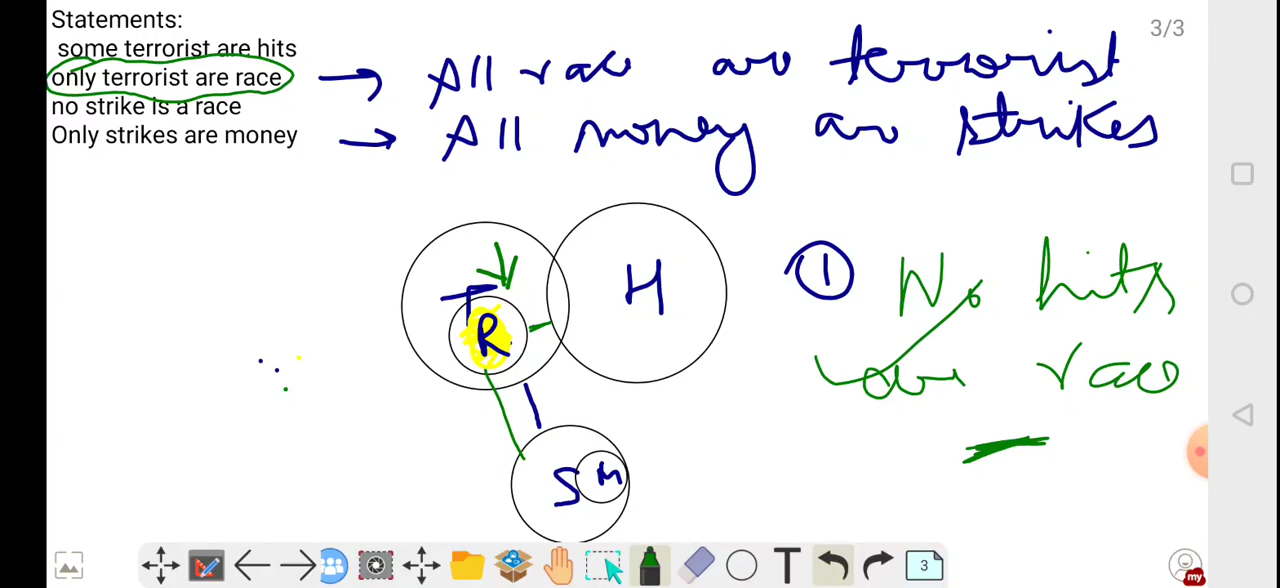 Statements:
some terrorist are hits
only terrorist are race
no strike is a race
Only strikes are money
3/3
All race are terrorist
All money are strikes
T
R
H
S M
1 No hits
are race
T
3
my